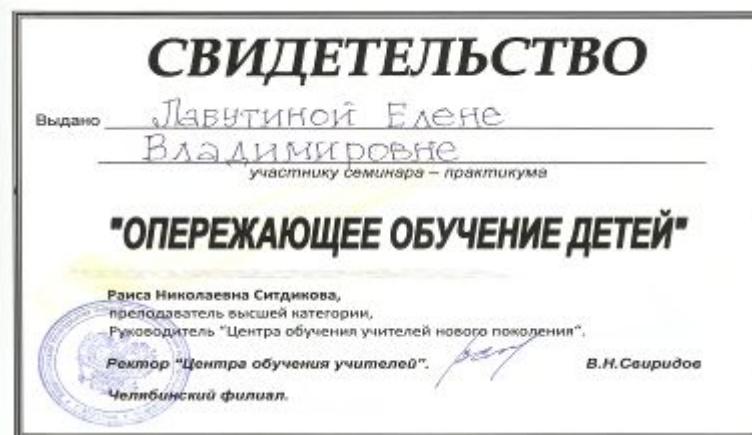 СВИДЕТЕЛЬСТВО
Выдано Лабутиной Елене
Владимировне
участнику семинара – практикума
"ОПЕРЕЖАЮЩЕЕ ОБУЧЕНИЕ ДЕТЕЙ"
Раиса Николаевна Ситдикова,
преподаватель высшей категории,
Руководитель "Центра обучения учителей нового поколения".
Ректор "Центра обучения учителей". В.Н.Свиридов
Челябинский филиал.